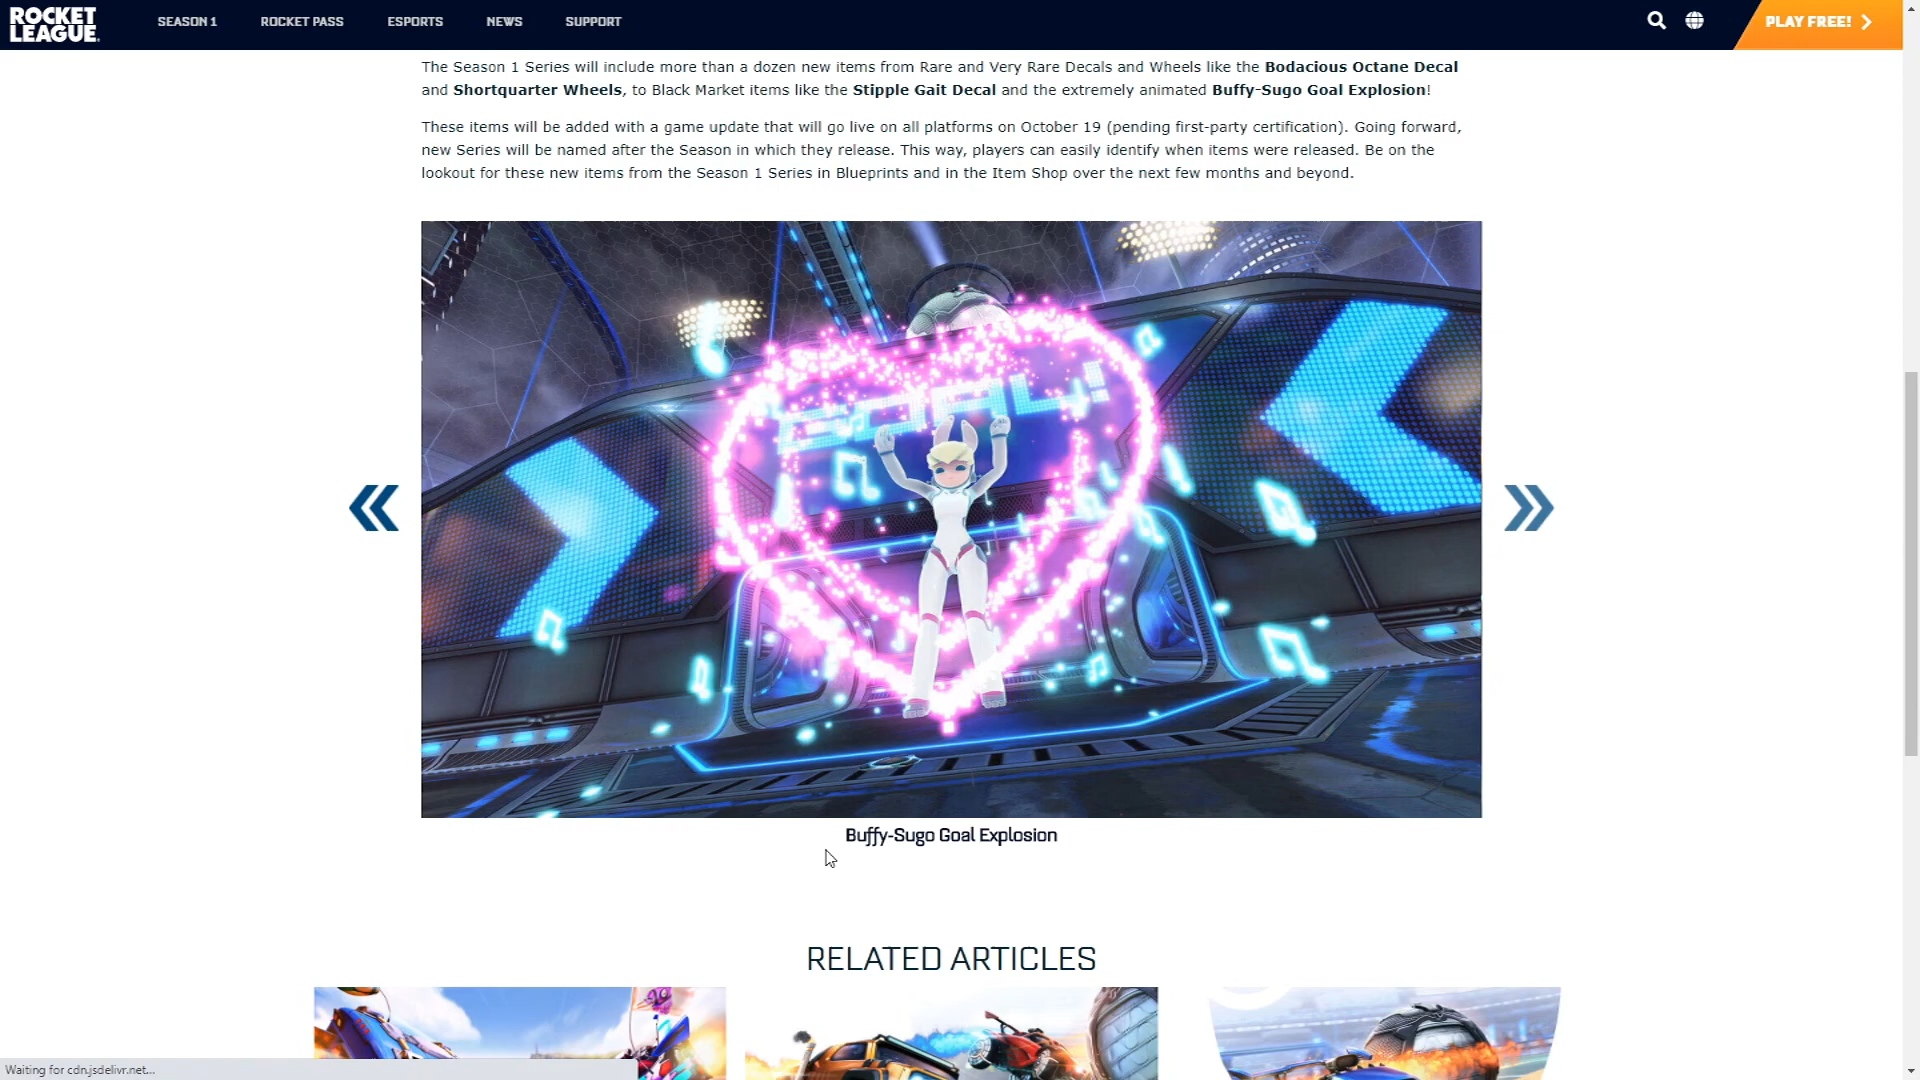 ROCKET
LEAGUE
SEASON 1
ROCKET PASS
ESPORTS
NEWS
SUPPORT
PLAY FREE!
The Season 1 Series will include more than a dozen new items from Rare and Very Rare Decals and Wheels like the Bodacious Octane Decal
and Shortquarter Wheels, to Black Market items like the Stipple Gait Decal and the extremely animated Buffy-Sugo Goal Explosion!
These items will be added with a game update that will go live on all platforms on October 19 (pending first-party certification). Going forward,
new Series will be named after the Season in which they release. This way, players can easily identify when items were released. Be on the
lookout for these new items from the Season 1 Series in Blueprints and in the Item Shop over the next few months and beyond.
GOAL!
Buffy-Sugo Goal Explosion
RELATED ARTICLES
Waiting for cdn.jsdelivr.net...